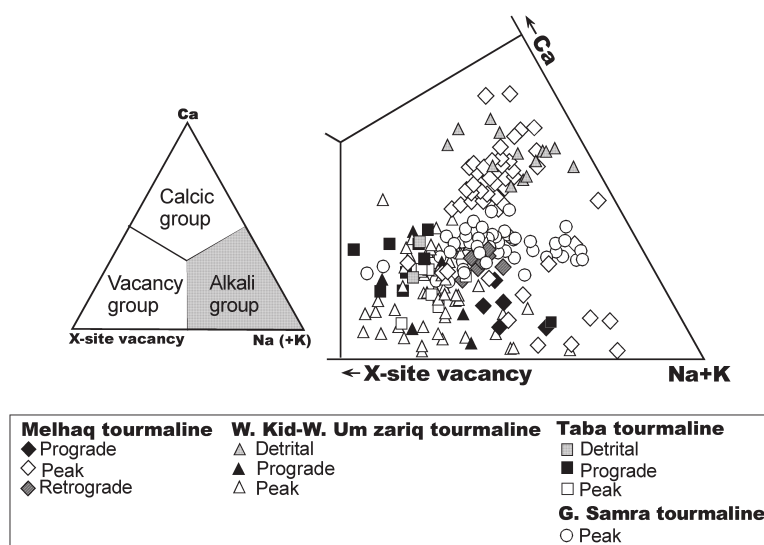 Ca
Calcic
group
Vacancy
group
Alkali
group
X-site vacancy
Na (+K)
Ca
X-site vacancy
Na+K
Melhaq tourmaline
Prograde
Peak
Retrograde
W. Kid-W. Um zariq tourmaline
Detrital
Prograde
Peak
Taba tourmaline
Detrital
Prograde
Peak
G. Samra tourmaline
Peak